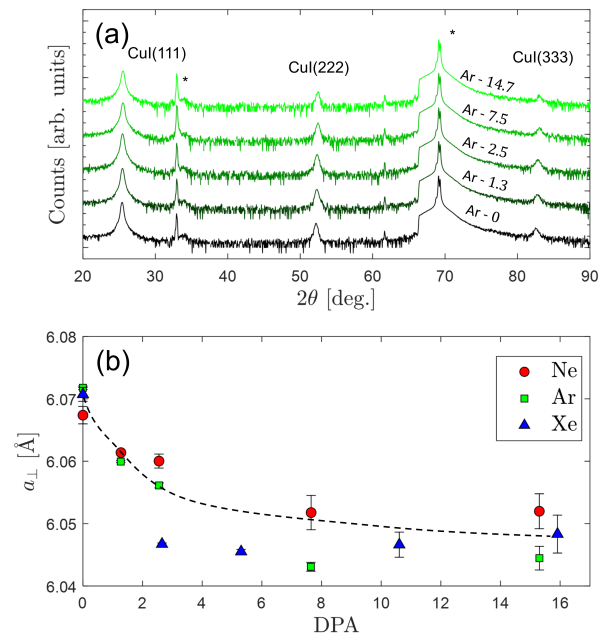 (a)
*
CuI(111)
CuI(222)
CuI(333)
*
Ar - 14.7
Ar - 7.5
Ar - 2.5
Ar - 1.3
Ar - 0
Counts [arb. units]
20 30 40 50 60 70 80 90
2θ [deg.]
(b)
6.08
6.07
6.06
6.05
6.04
a⊥ [Å]
Ne
Ar
Xe
0 2 4 6 8 10 12 14 16
DPA